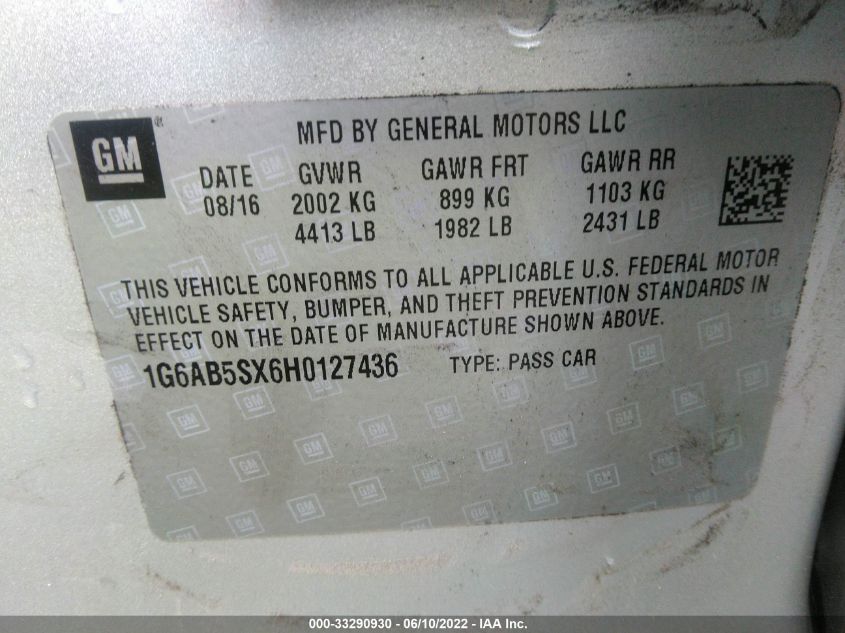 GM
®
MFD BY GENERAL MOTORS LLC
DATE GVWR GAWR FRT GAWR RR
08/16 2002 KG 899 KG 1103 KG
4413 LB 1982 LB 2431 LB
THIS VEHICLE CONFORMS TO ALL APPLICABLE U.S. FEDERAL MOTOR
VEHICLE SAFETY, BUMPER, AND THEFT PREVENTION STANDARDS IN
EFFECT ON THE DATE OF MANUFACTURE SHOWN ABOVE.
1G6AB5SX6H0127436 TYPE: PASS CAR
000-33290930 - 06/10/2022 - IAA Inc.